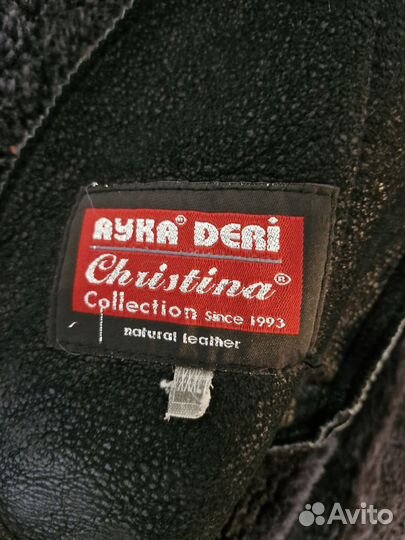 AYKA® DERİ
Christina®
Collection Since 1993
natural leather
Avito